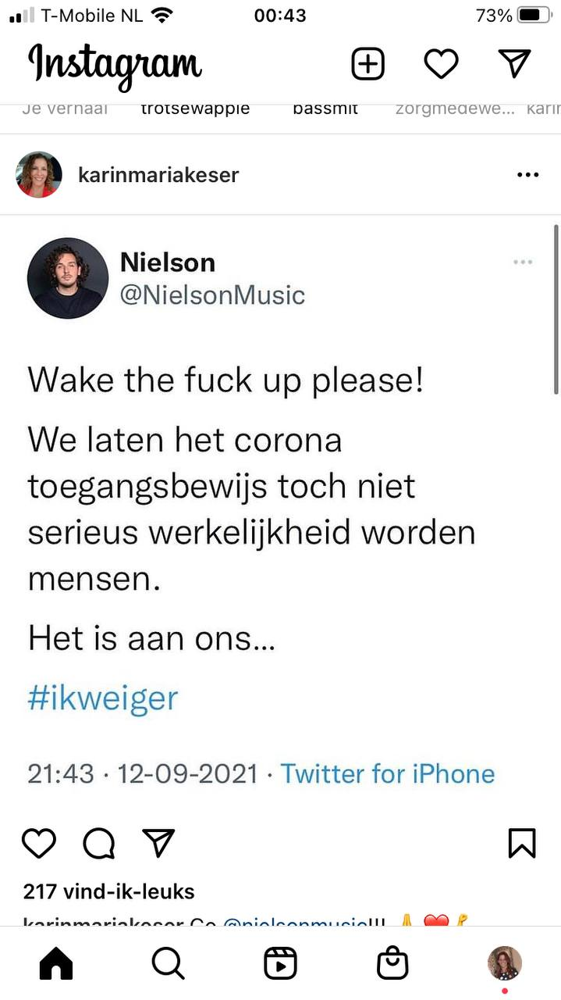 T-Mobile NL 00:43 73%
Instagram
Je verhaal trotsewappie bassmit zorgmedewe... karin
karinmariakeser
Nielson
@NielsonMusic
Wake the fuck up please!
We laten het corona
toegangsbewijs toch niet
serieus werkelijkheid worden
mensen.
Het is aan ons...
#ikweiger
21:43 · 12-09-2021 · Twitter for iPhone
217 vind-ik-leuks
karinmariakeser Go @nielsonmusic!!! 🙏❤️💪